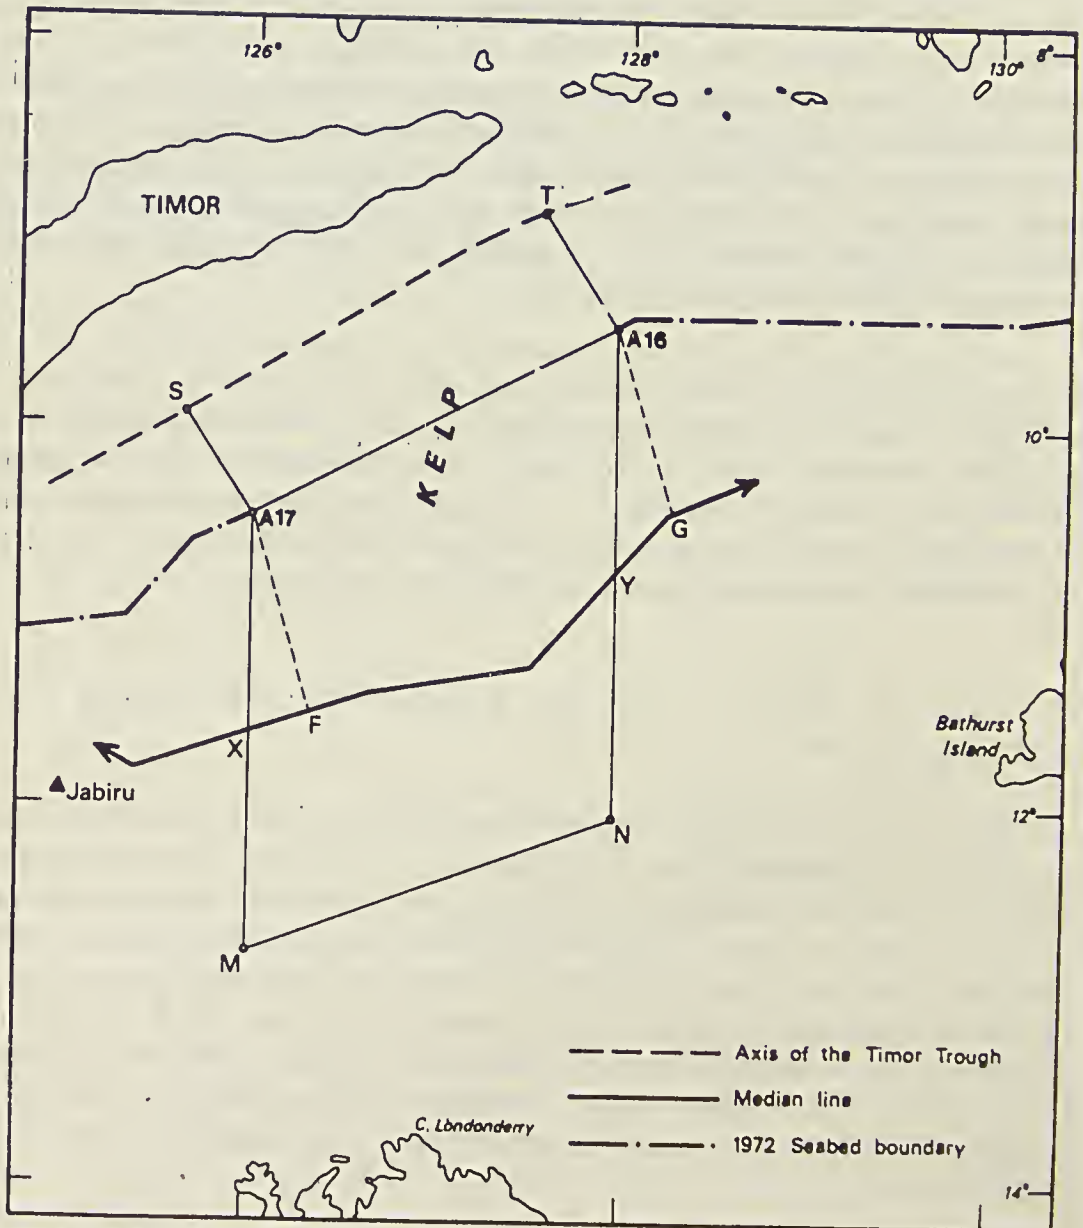 126°
128°
130°
8°
TIMOR
T
A16
S
KELP
10°
A17
G
Y
F
X
Bathurst
Island
Jabiru
12°
N
M
Axis of the Timor Trough
Median line
C. Londonderry
1972 Seabed boundary
14°